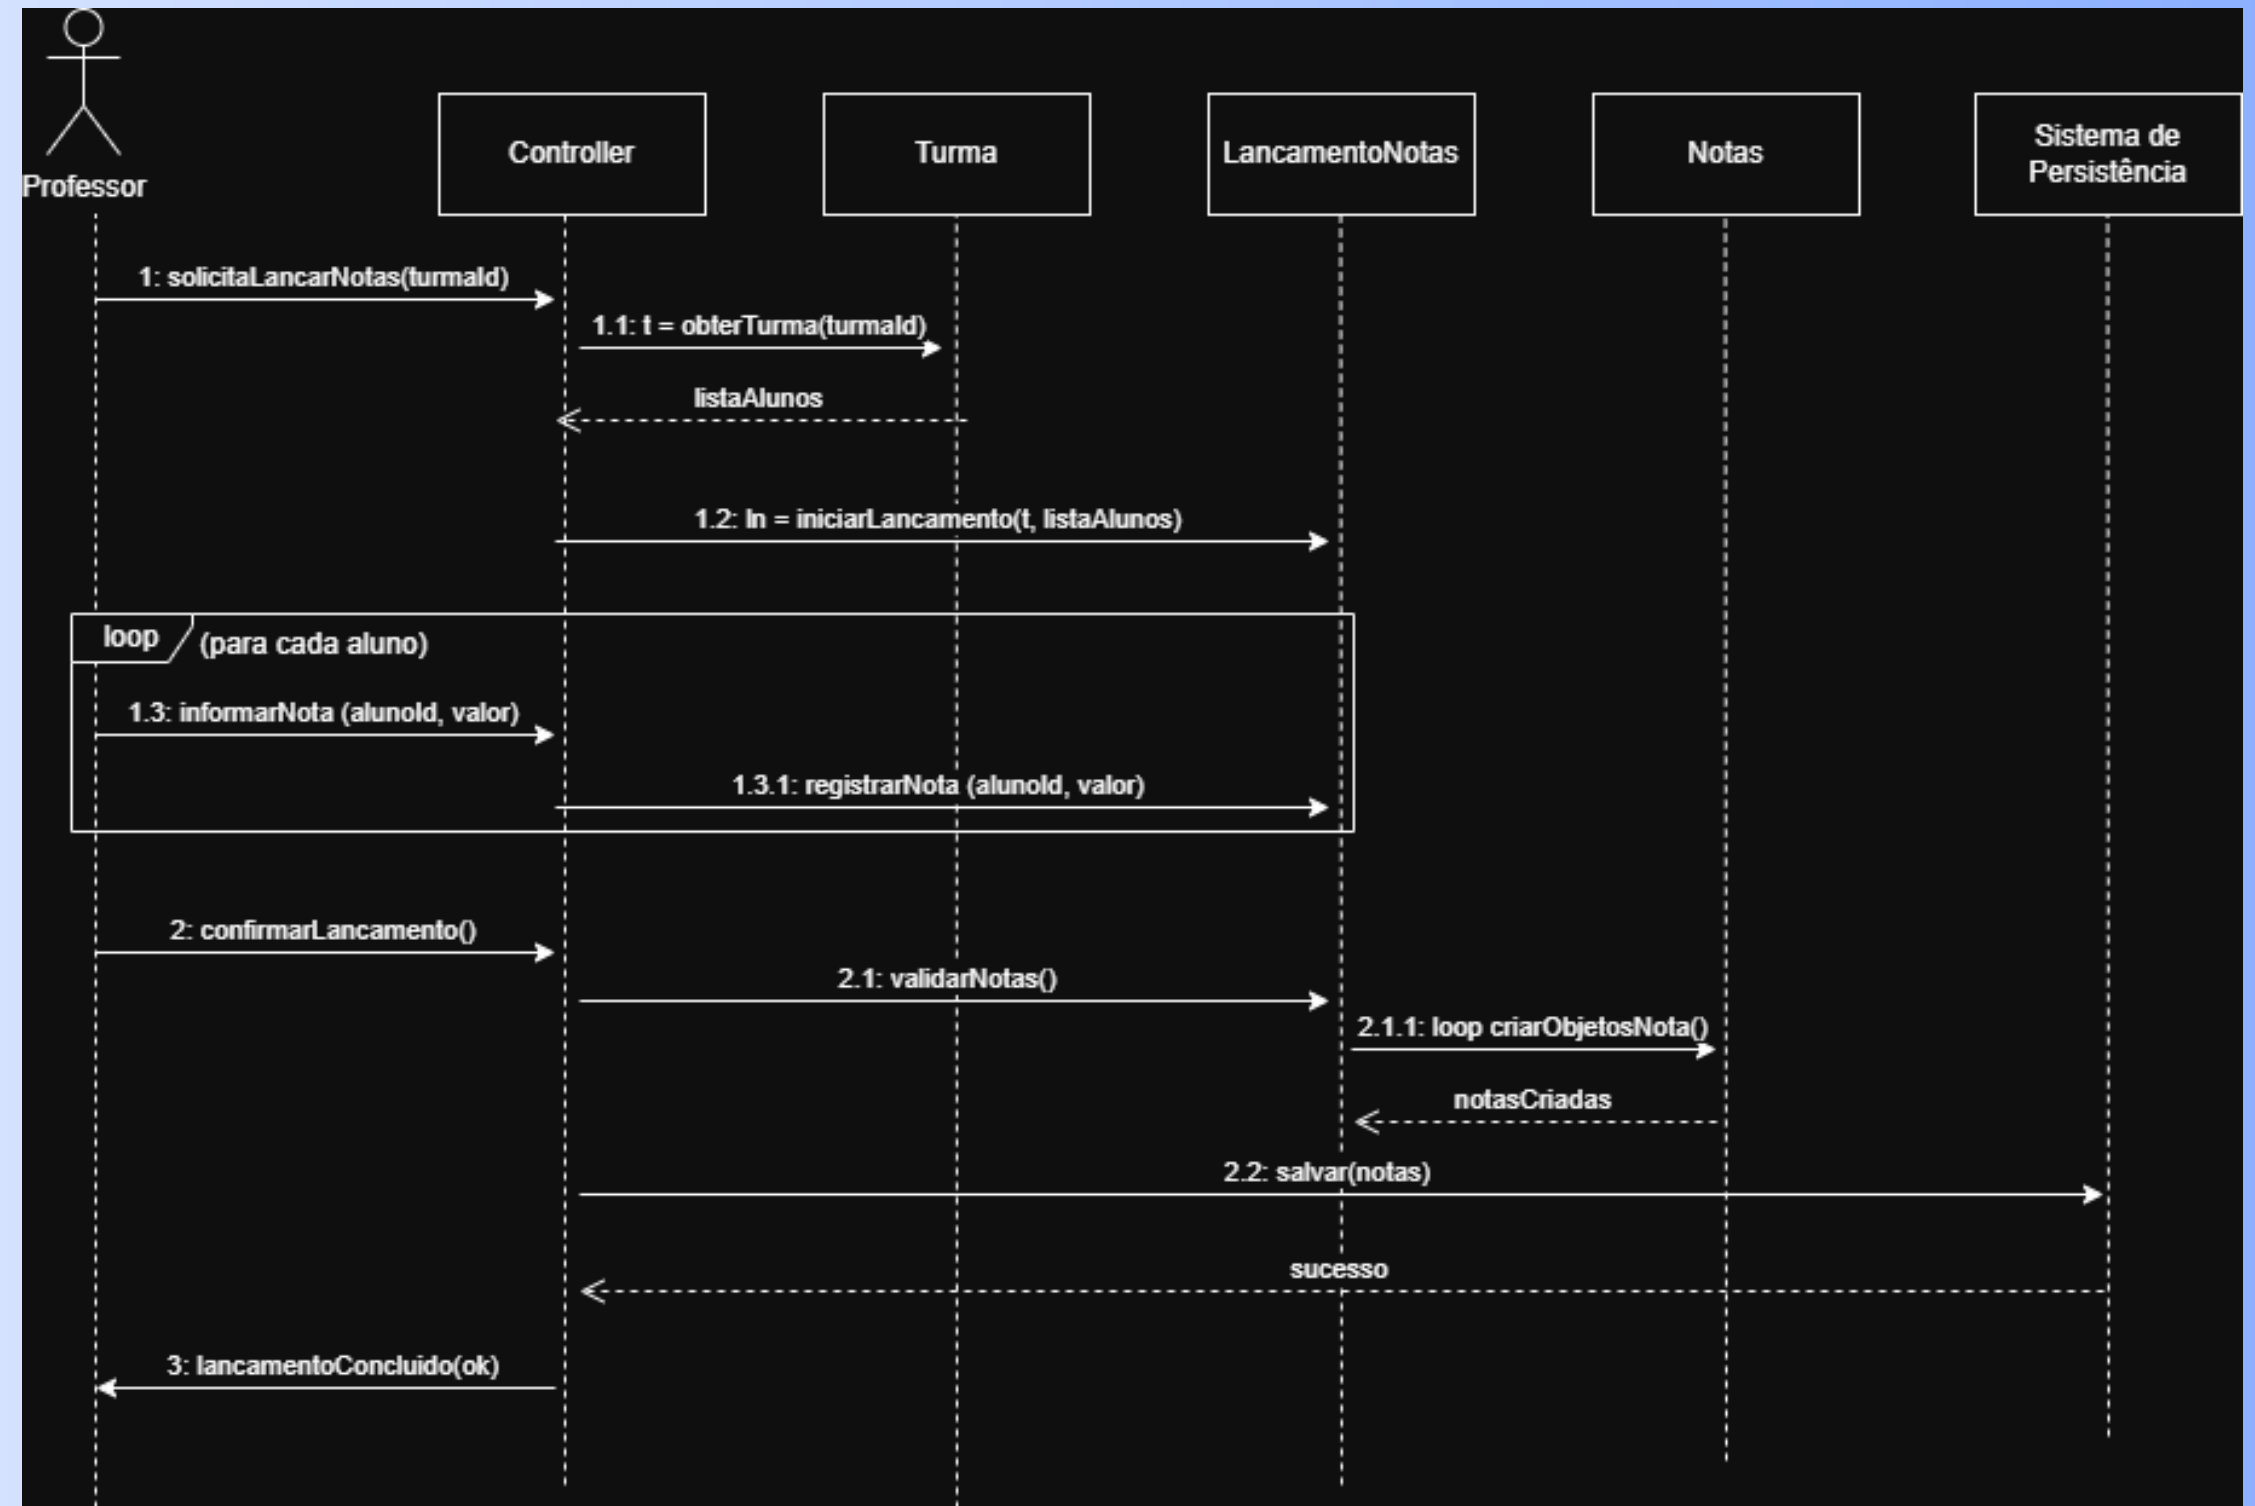 Professor
Controller
Turma
LancamentoNotas
Notas
Sistema de
Persistência
1: solicitaLancarNotas(turmaId)
1.1: t = obterTurma(turmaId)
listaAlunos
1.2: ln = iniciarLancamento(t, listaAlunos)
loop
(para cada aluno)
1.3: informarNota (alunoId, valor)
1.3.1: registrarNota (alunoId, valor)
2: confirmarLancamento()
2.1: validarNotas()
2.1.1: loop criarObjetosNota()
notasCriadas
2.2: salvar(notas)
sucesso
3: lancamentoConcluido(ok)